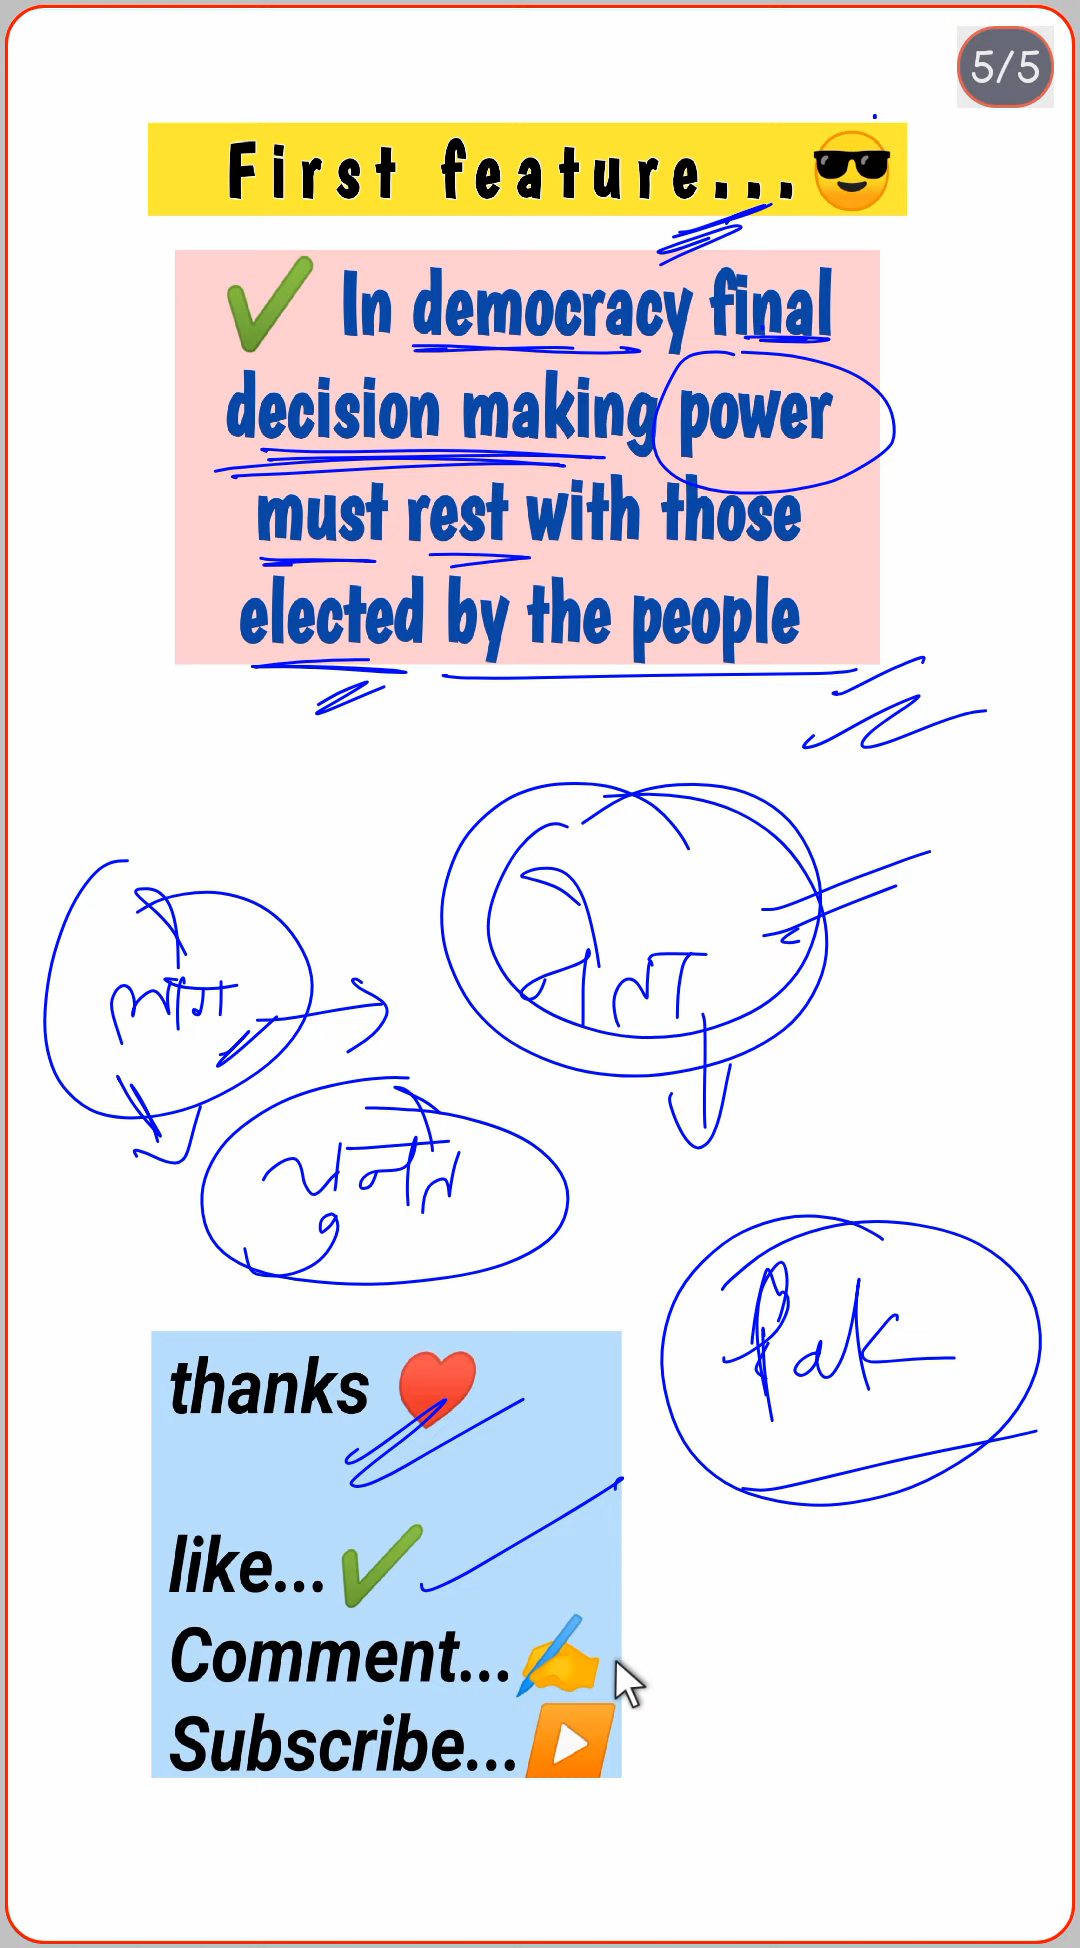 5/5
First feature...😎
✔ In democracy final
decision making power
must rest with those
elected by the people
लोग
नेता
चुनाव
Pak
thanks ❤
like...✔
Comment...✍
Subscribe...▶